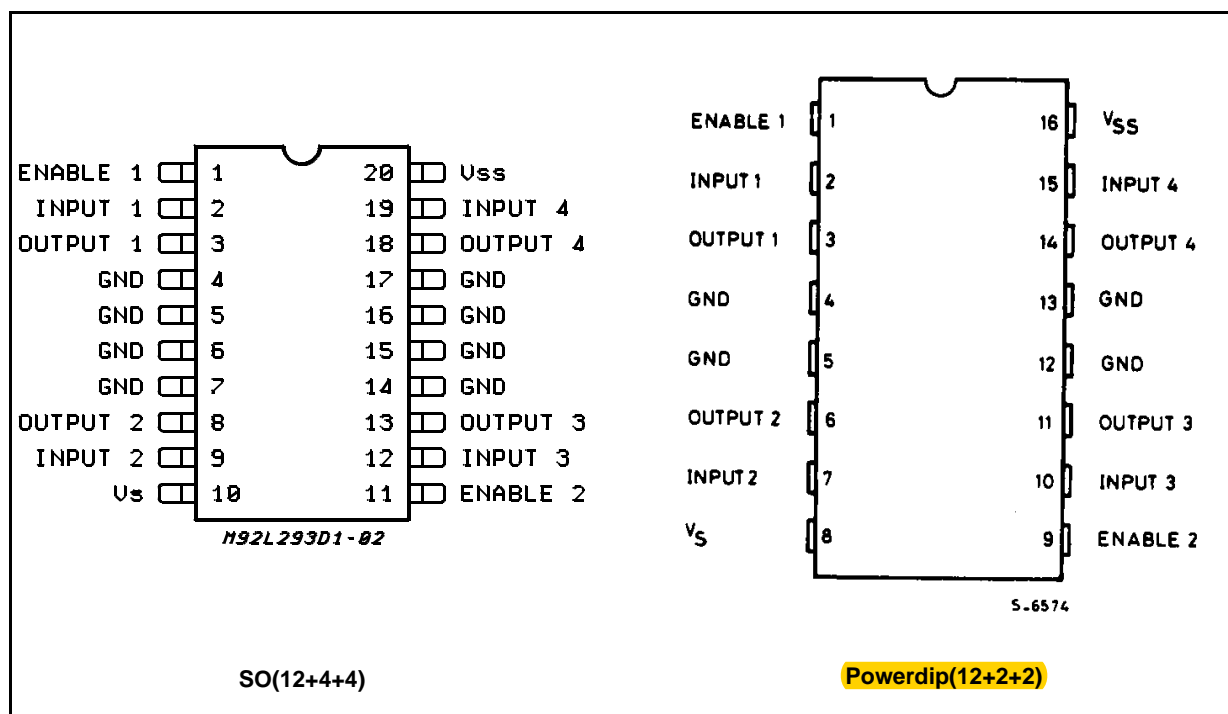 ENABLE 1 1 20 Vss
INPUT 1 2 19 INPUT 4
OUTPUT 1 3 18 OUTPUT 4
GND 4 17 GND
GND 5 16 GND
GND 6 15 GND
GND 7 14 GND
OUTPUT 2 8 13 OUTPUT 3
INPUT 2 9 12 INPUT 3
Vs 10 11 ENABLE 2
M92L293D1-02
SO(12+4+4)
ENABLE 1 1 16 VSS
INPUT 1 2 15 INPUT 4
OUTPUT 1 3 14 OUTPUT 4
GND 4 13 GND
GND 5 12 GND
OUTPUT 2 6 11 OUTPUT 3
INPUT 2 7 10 INPUT 3
VS 8 9 ENABLE 2
S-6574
Powerdip(12+2+2)